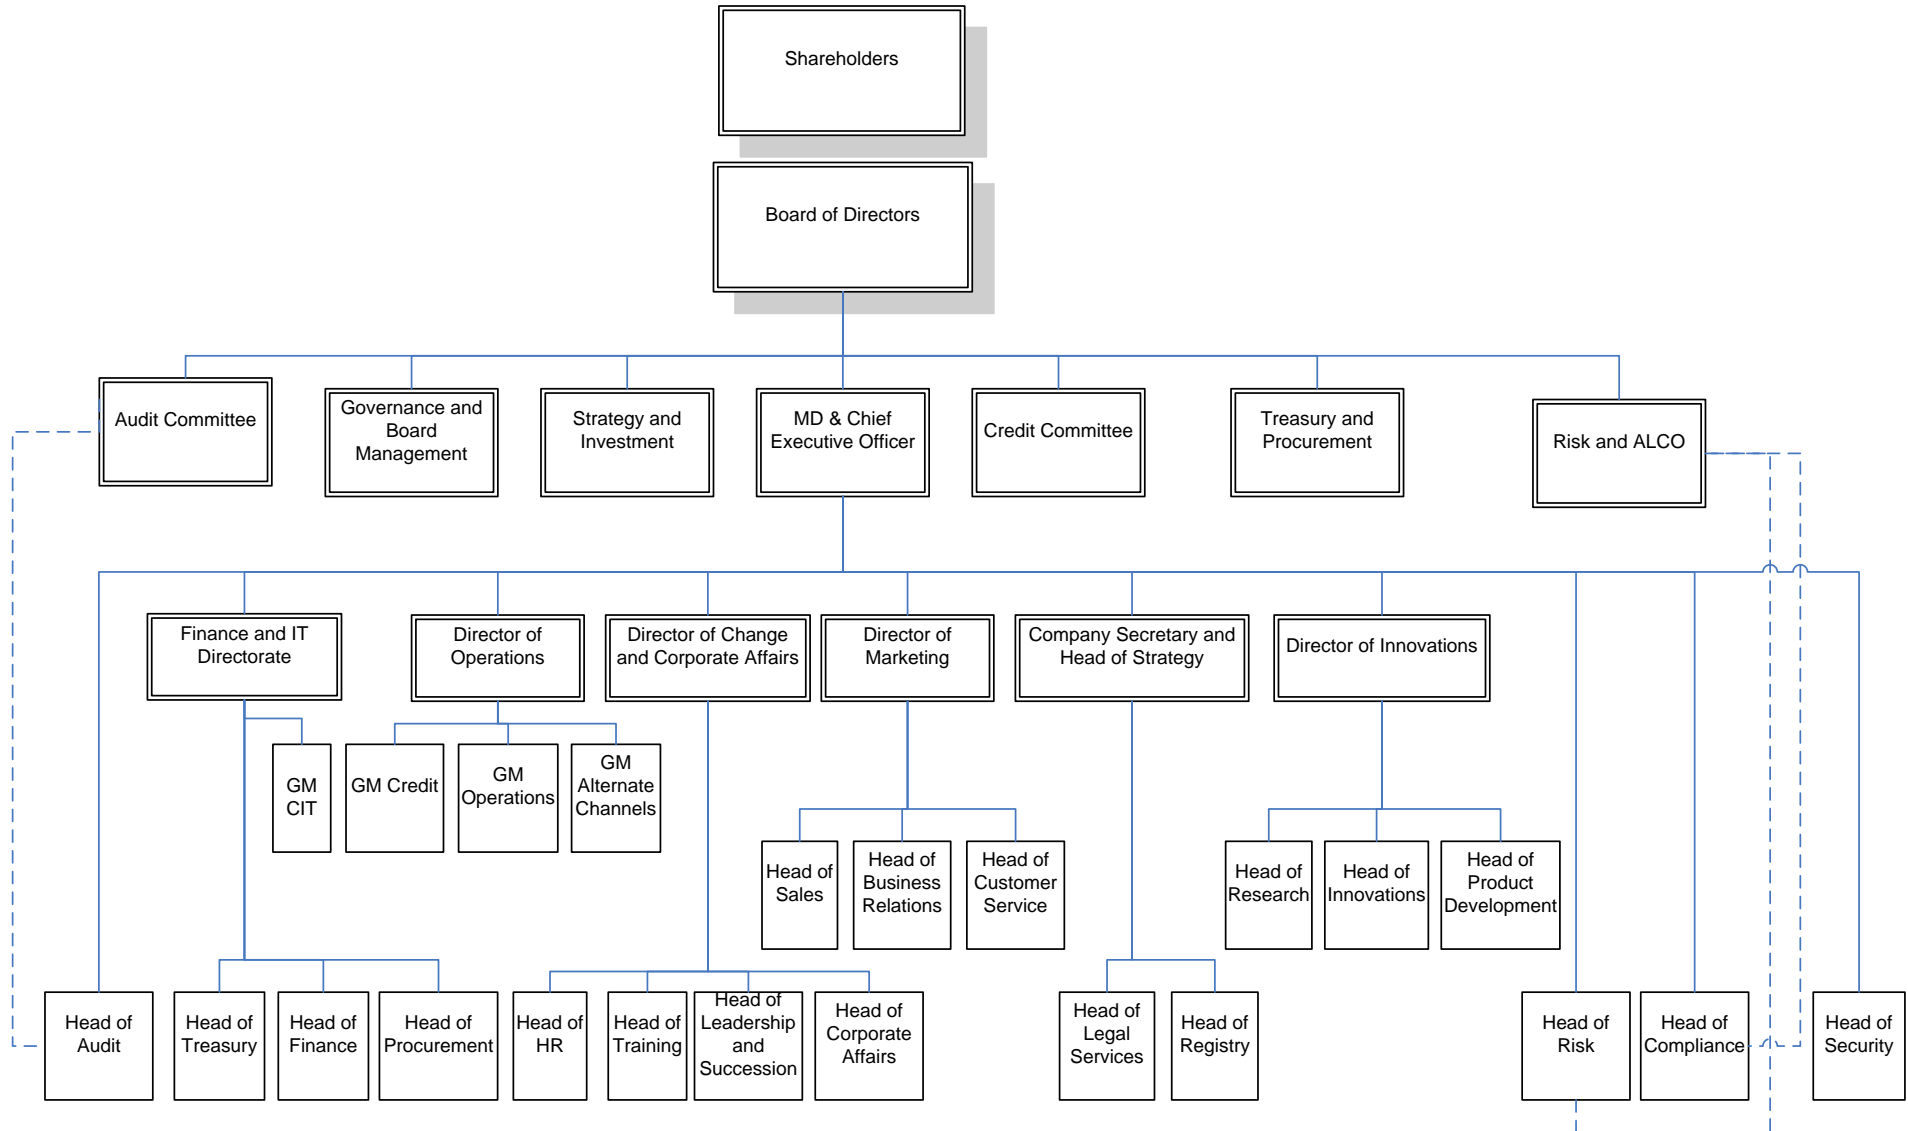 Shareholders
Board of Directors
Audit Committee
Governance and
Board
Management
Strategy and
Investment
MD & Chief
Executive Officer
Credit Committee
Treasury and
Procurement
Risk and ALCO
Finance and IT
Directorate
Director of
Operations
Director of Change
and Corporate Affairs
Director of
Marketing
Company Secretary and
Head of Strategy
Director of Innovations
GM
CIT
GM Credit
GM
Operations
GM
Alternate
Channels
Head of
Sales
Head of
Business
Relations
Head of
Customer
Service
Head of
Research
Head of
Innovations
Head of
Product
Development
Head of
Audit
Head of
Treasury
Head of
Finance
Head of
Procurement
Head of
HR
Head of
Training
Head of
Leadership
and
Succession
Head of
Corporate
Affairs
Head of
Legal
Services
Head of
Registry
Head of
Risk
Head of
Compliance
Head of
Security